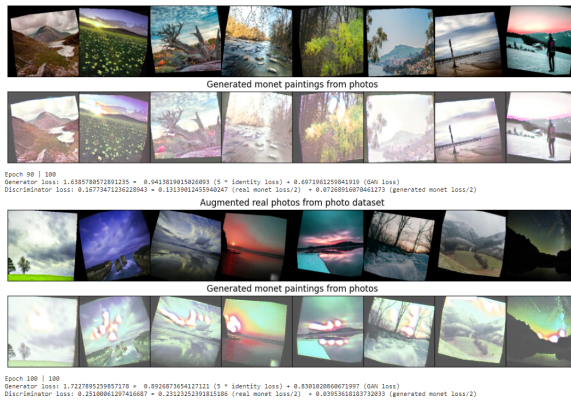 Generated monet paintings from photos
Epoch 90 | 100
Generator loss: 1.6385780572891235 = 0.9413819015026093 (5 * identity loss) + 0.6971961259841919 (GAN loss)
Discriminator loss: 0.16773471236228943 = 0.13139012455940247 (real monet loss/2) + 0.07268916070461273 (generated monet loss/2)
Augmented real photos from photo dataset
Generated monet paintings from photos
Epoch 100 | 100
Generator loss: 1.7227895259857178 = 0.8926873654127121 (5 * identity loss) + 0.8301020860671997 (GAN loss)
Discriminator loss: 0.25100061297416687 = 0.23123252391815186 (real monet loss/2) + 0.03953618183732033 (generated monet loss/2)